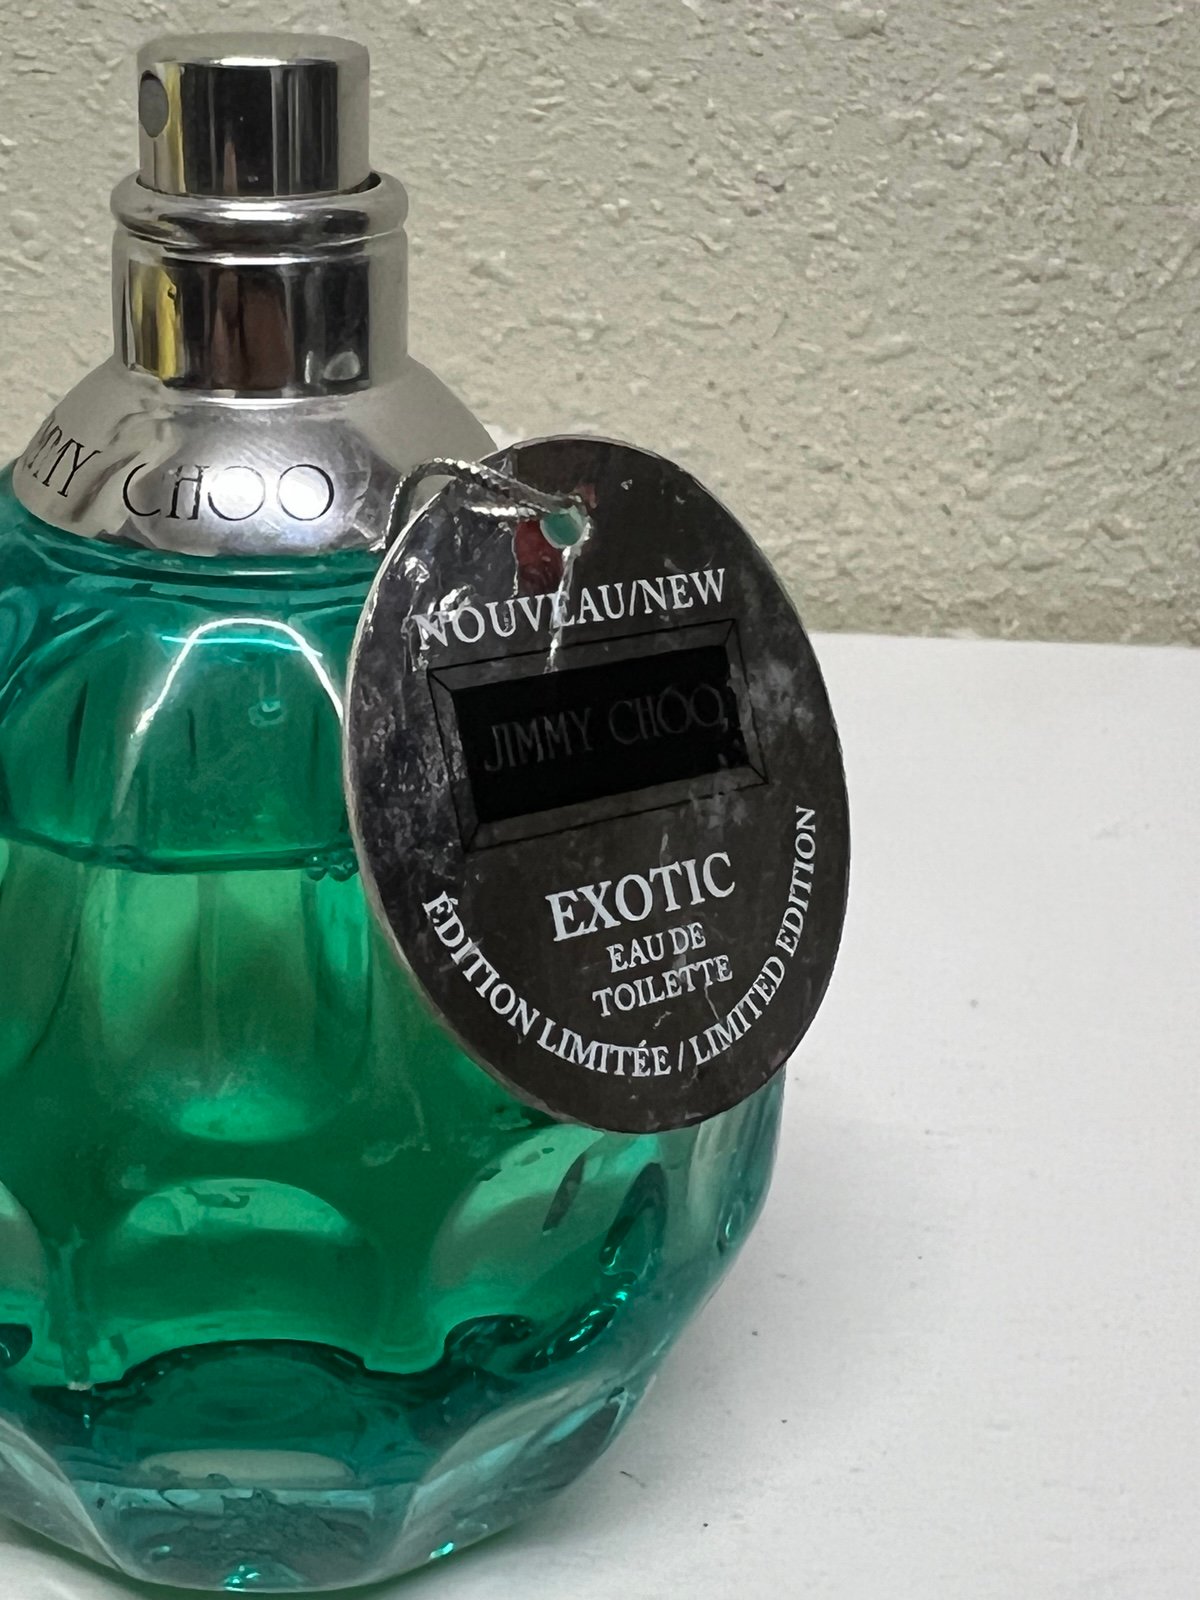 JIMMY CHOO
NOUVEAU/NEW
JIMMY CHOO
EXOTIC
EAU DE
TOILETTE
ÉDITION LIMITÉE / LIMITED EDITION